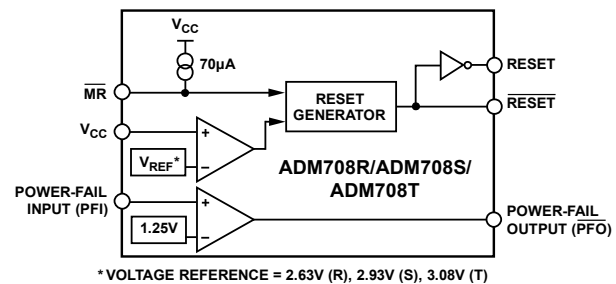 VCC
70µA
MR
RESET
GENERATOR
RESET
RESET
VCC
+
VREF*
−
ADM708R/ADM708S/
ADM708T
POWER-FAIL
INPUT (PFI)
+
1.25V
−
POWER-FAIL
OUTPUT (PFO)
*VOLTAGE REFERENCE = 2.63V (R), 2.93V (S), 3.08V (T)